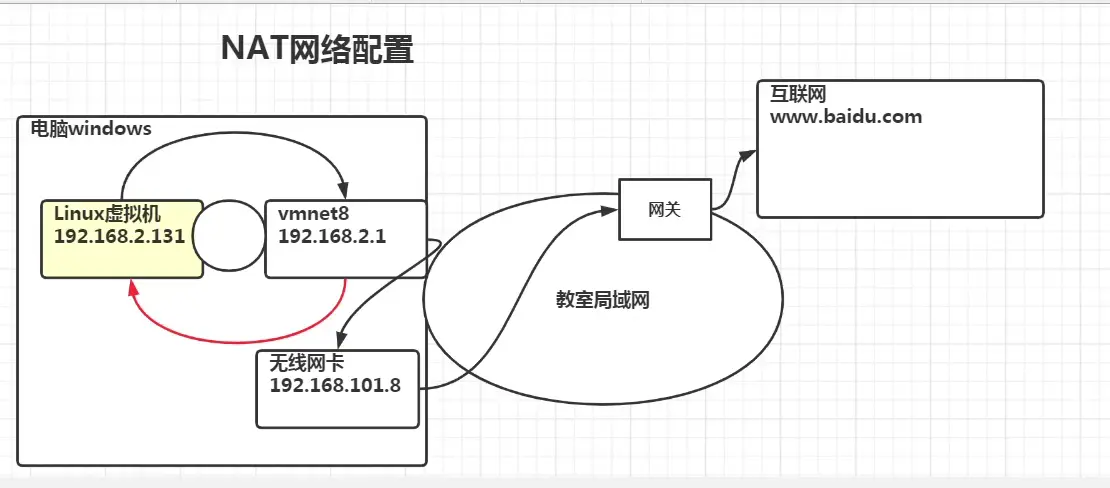 NAT网络配置
电脑windows
Linux虚拟机
192.168.2.131
vmnet8
192.168.2.1
无线网卡
192.168.101.8
网关
教室局域网
互联网
www.baidu.com